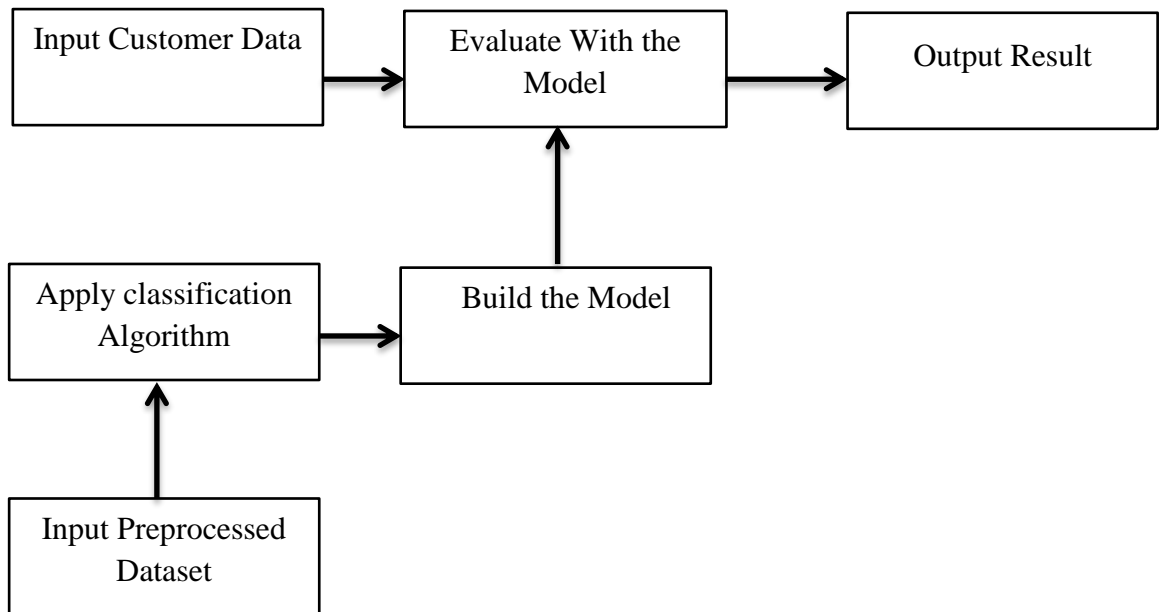 Input Customer Data
Evaluate With the
Model
Output Result
Apply classification
Algorithm
Build the Model
Input Preprocessed
Dataset